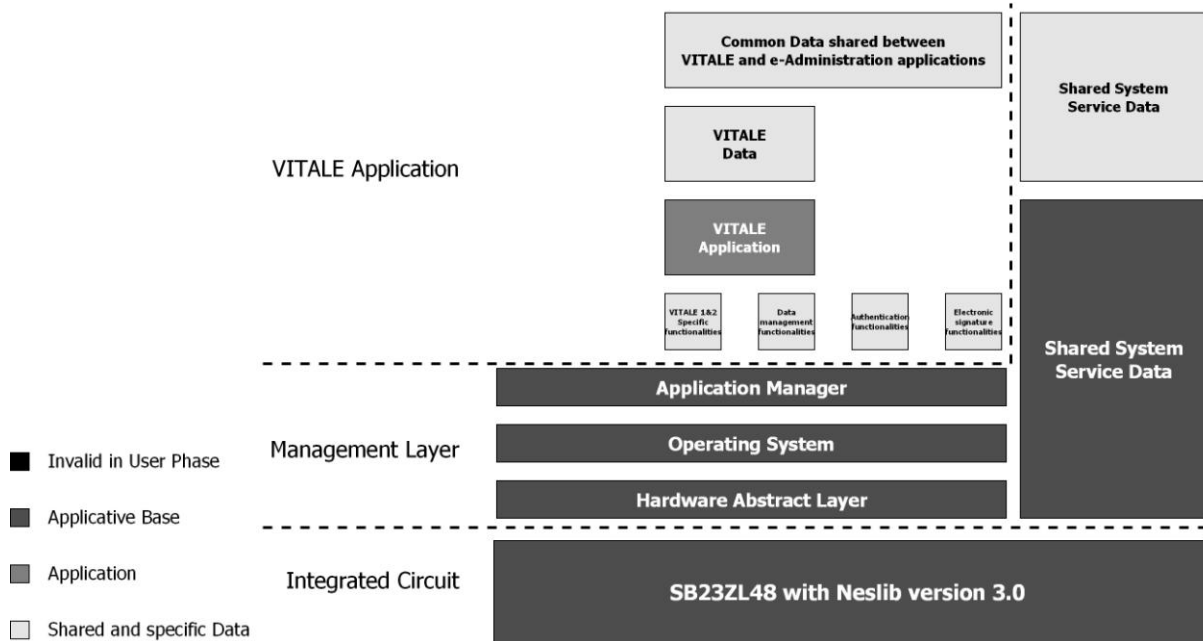 Common Data shared between
VITALE and e-Administration applications
Shared System
Service Data
VITALE
Data
VITALE Application
VITALE
Application
VITALE 1&2
Specific
functionalities
Data
management
functionalities
Authentication
functionalities
Electronic
signature
functionalities
Shared System
Service Data
Application Manager
Management Layer
Operating System
Hardware Abstract Layer
Invalid in User Phase
Applicative Base
Application
Shared and specific Data
Integrated Circuit
SB23ZL48 with Neslib version 3.0